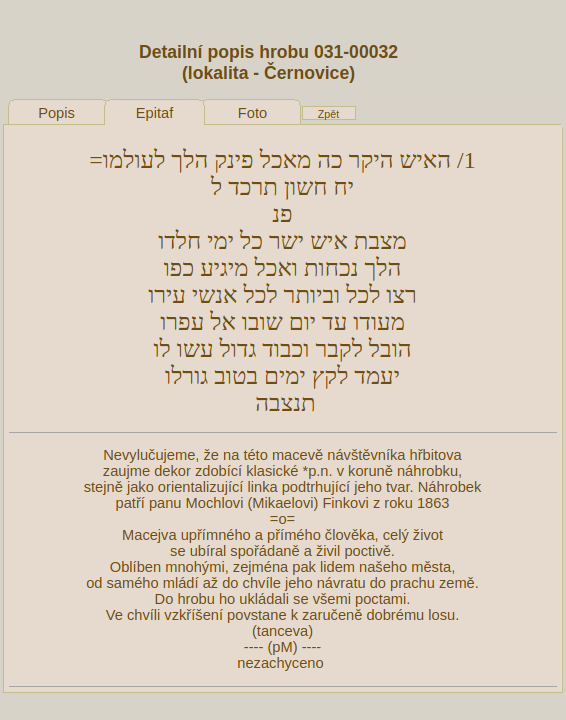 Detailní popis hrobu 031-00032
(lokalita - Černovice)
Popis
Epitaf
Foto
Zpět
1/ האיש היקר כה מאכל פינק הלך לעולמו=
יח חשון תרכד ל
פנ
מצבת איש ישר כל ימי חלדו
הלך נכחות ואכל מיגיע כפו
רצו לכל וביותר לכל אנשי עירו
מעודו עד יום שובו אל עפרו
הובל לקבר וכבוד גדול עשו לו
יעמד לקץ ימים בטוב גורלו
תנצבה
Nevylučujeme, že na této macevě návštěvníka hřbitova
zaujme dekor zdobící klasické *p.n. v koruně náhrobku,
stejně jako orientalizující linka podtrhující jeho tvar. Náhrobek
patří panu Mochlovi (Mikaelovi) Finkovi z roku 1863
=o=
Macejva upřímného a přímého člověka, celý život
se ubíral spořádaně a živil poctivě.
Oblíben mnohými, zejména pak lidem našeho města,
od samého mládí až do chvíle jeho návratu do prachu země.
Do hrobu ho ukládali se všemi poctami.
Ve chvíli vzkříšení povstane k zaručeně dobrému losu.
(tanceva)
---- (pM) ----
nezachyceno